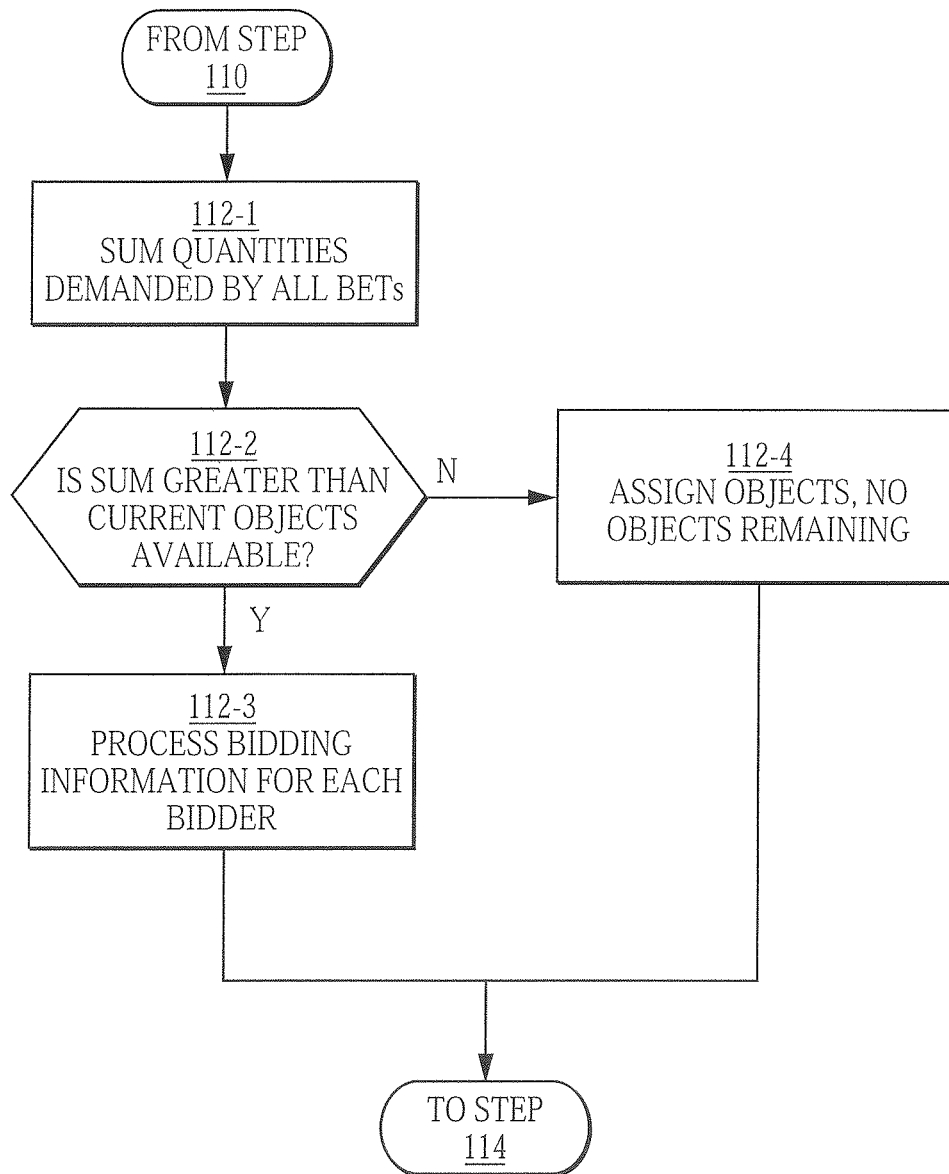 FROM STEP
110
112-1
SUM QUANTITIES
DEMANDED BY ALL BETs
112-2
IS SUM GREATER THAN
CURRENT OBJECTS
AVAILABLE?
N
112-4
ASSIGN OBJECTS, NO
OBJECTS REMAINING
Y
112-3
PROCESS BIDDING
INFORMATION FOR EACH
BIDDER
TO STEP
114